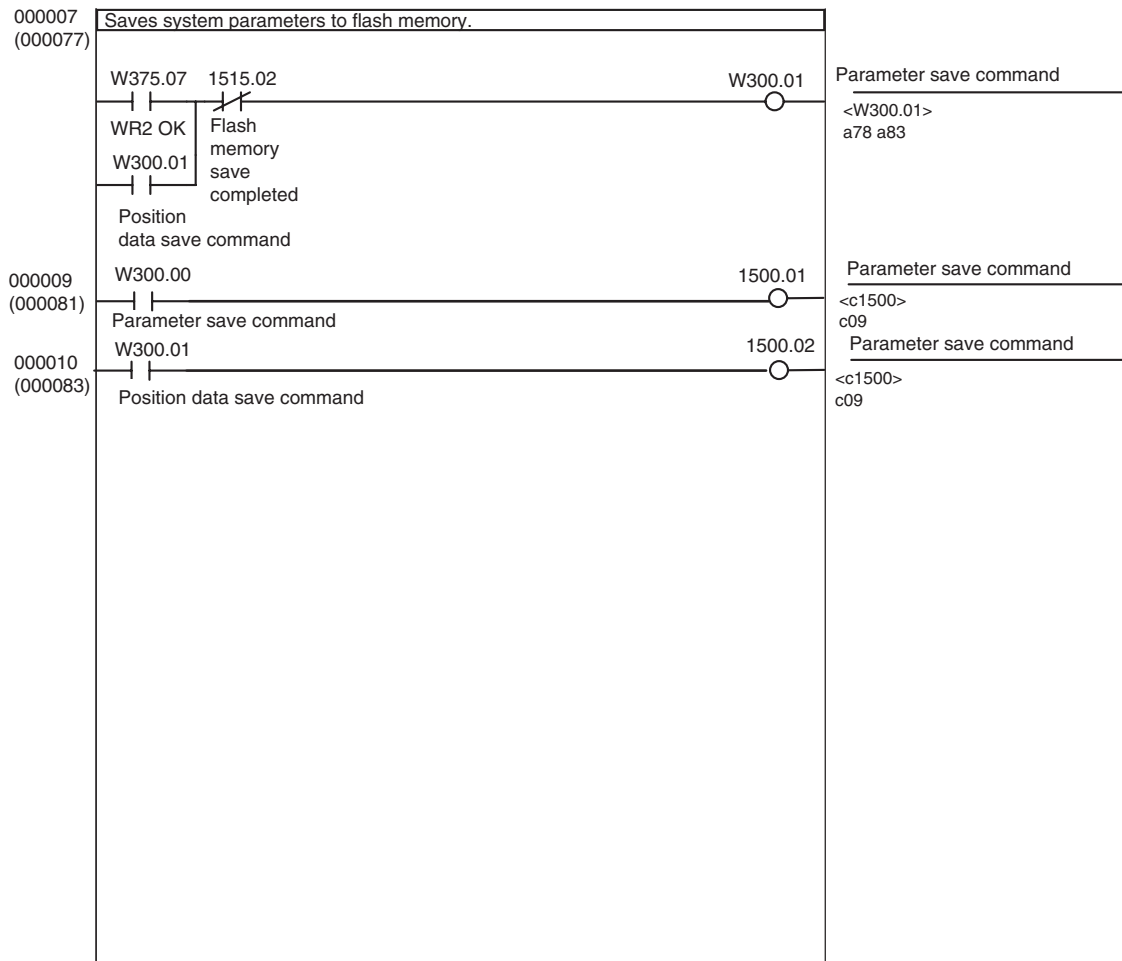 000007
(000077)
Saves system parameters to flash memory.
W375.07 1515.02 W300.01 Parameter save command
WR2 OK Flash
memory
save
completed
<W300.01>
a78 a83
W300.01
Position
data save command
000009
(000081)
W300.00 1500.01 Parameter save command
Parameter save command
<c1500>
c09
000010
(000083)
W300.01 1500.02 Parameter save command
Position data save command
<c1500>
c09